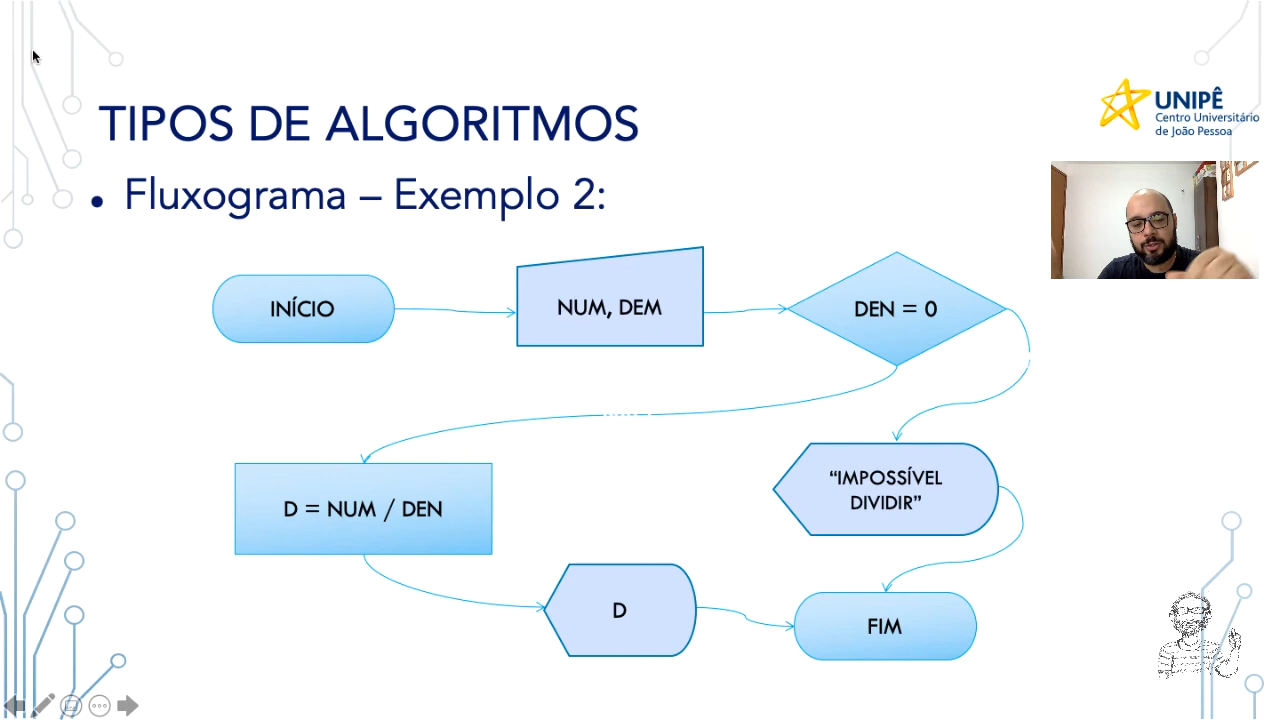 TIPOS DE ALGORITMOS
UNIPÊ
Centro Universitário
de João Pessoa
• Fluxograma – Exemplo 2:
INÍCIO
NUM, DEM
DEN = 0
D = NUM / DEN
“IMPOSSÍVEL
DIVIDIR”
D
FIM